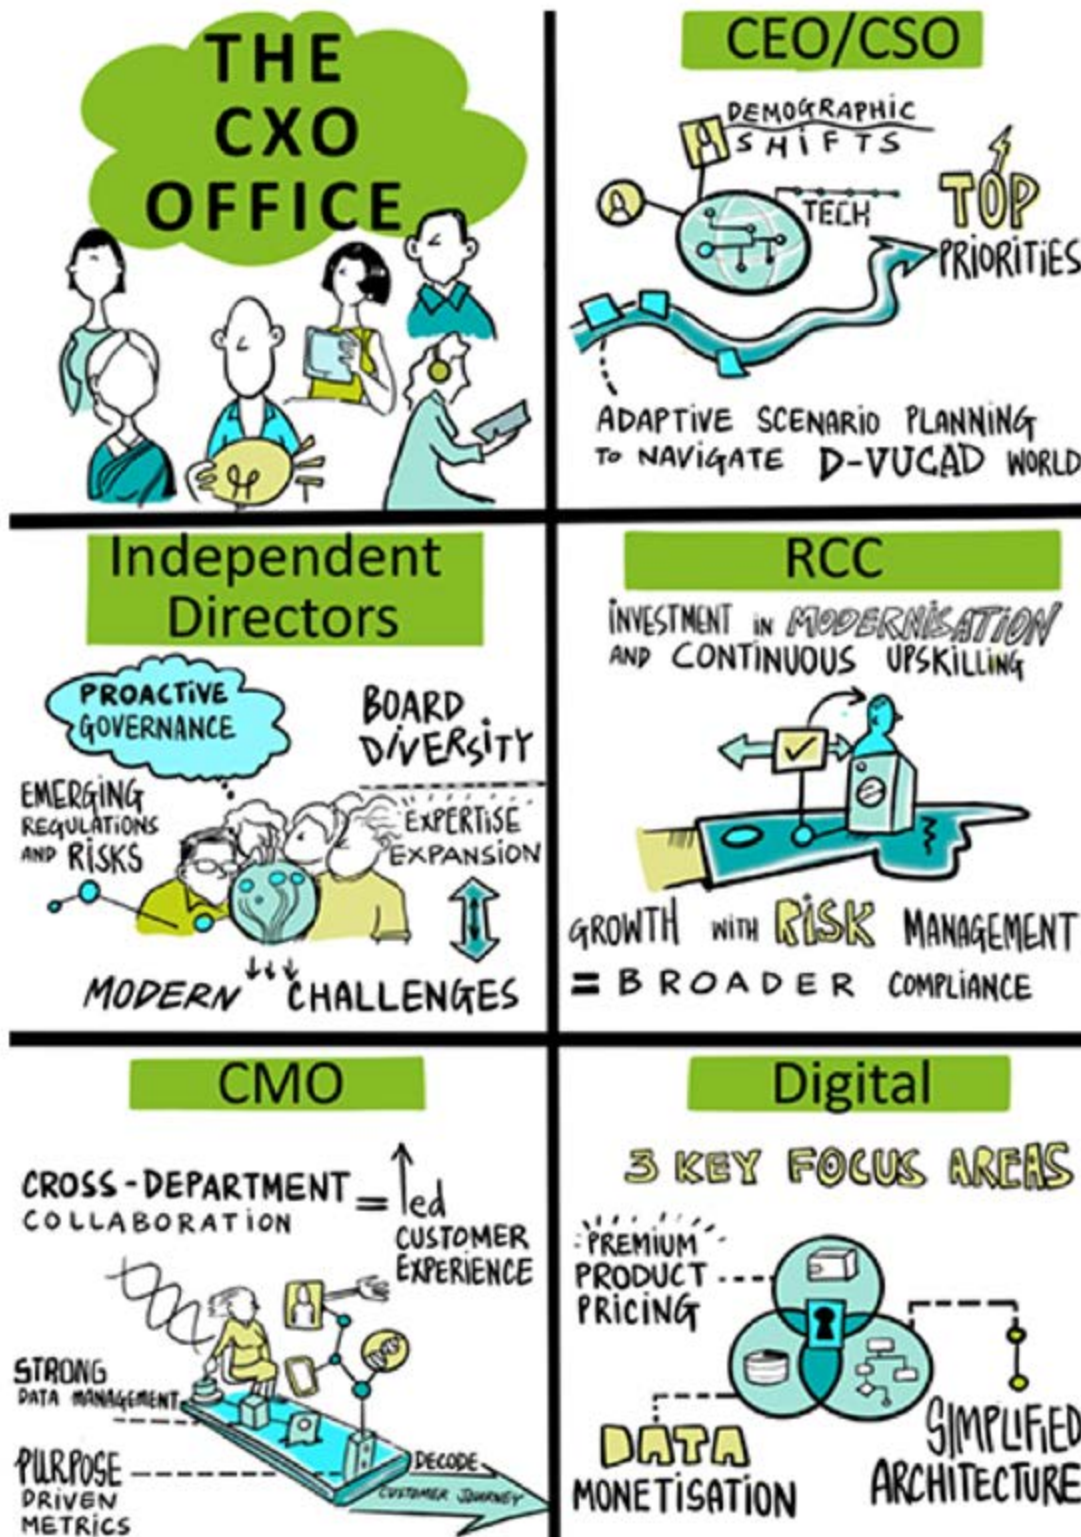 THE
CXO
OFFICE
CEO/CSO
DEMOGRAPHIC
SHIFTS
TECH
TOP
PRIORITIES
ADAPTIVE SCENARIO PLANNING
TO NAVIGATE D-VUCAD WORLD
Independent
Directors
PROACTIVE
GOVERNANCE
BOARD
DIVERSITY
EMERGING
REGULATIONS
AND RISKS
EXPERTISE
EXPANSION
MODERN CHALLENGES
RCC
INVESTMENT IN MODERNISATION
AND CONTINUOUS UPSKILLING
GROWTH WITH RISK MANAGEMENT
= BROADER COMPLIANCE
CMO
CROSS-DEPARTMENT
COLLABORATION
= led
CUSTOMER
EXPERIENCE
STRONG
DATA MANAGEMENT
PURPOSE
DRIVEN
METRICS
DECODE
CUSTOMER JOURNEY
Digital
3 KEY FOCUS AREAS
PREMIUM
PRODUCT
PRICING
DATA
MONETISATION
SIMPLIFIED
ARCHITECTURE